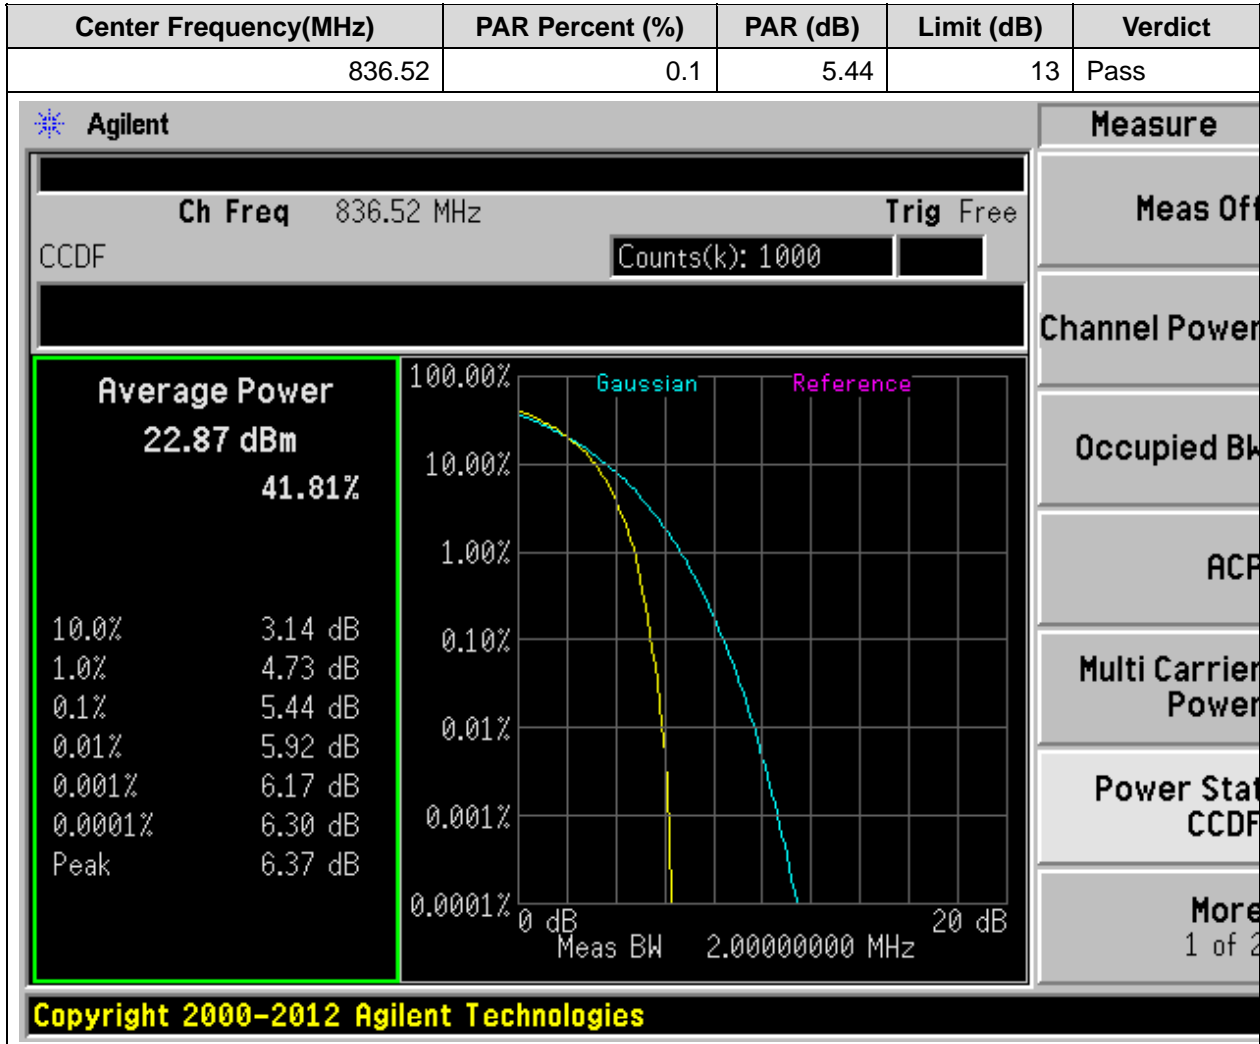 Center Frequency(MHz) PAR Percent (%) PAR (dB) Limit (dB) Verdict
836.52 0.1 5.44 13 Pass
Agilent
Measure
Ch Freq 836.52 MHz Trig Free
CCDF Counts(k): 1000
Meas Off
Channel Power
Occupied BW
ACP
Multi Carrier
Power
Power Stat
CCDF
More
1 of 2
Average Power
22.87 dBm
41.81%
10.0% 3.14 dB
1.0% 4.73 dB
0.1% 5.44 dB
0.01% 5.92 dB
0.001% 6.17 dB
0.0001% 6.30 dB
Peak 6.37 dB
Gaussian Reference
100.00%
10.00%
1.00%
0.10%
0.01%
0.001%
0.0001%
0 dB 20 dB
Meas BW 2.00000000 MHz
Copyright 2000-2012 Agilent Technologies